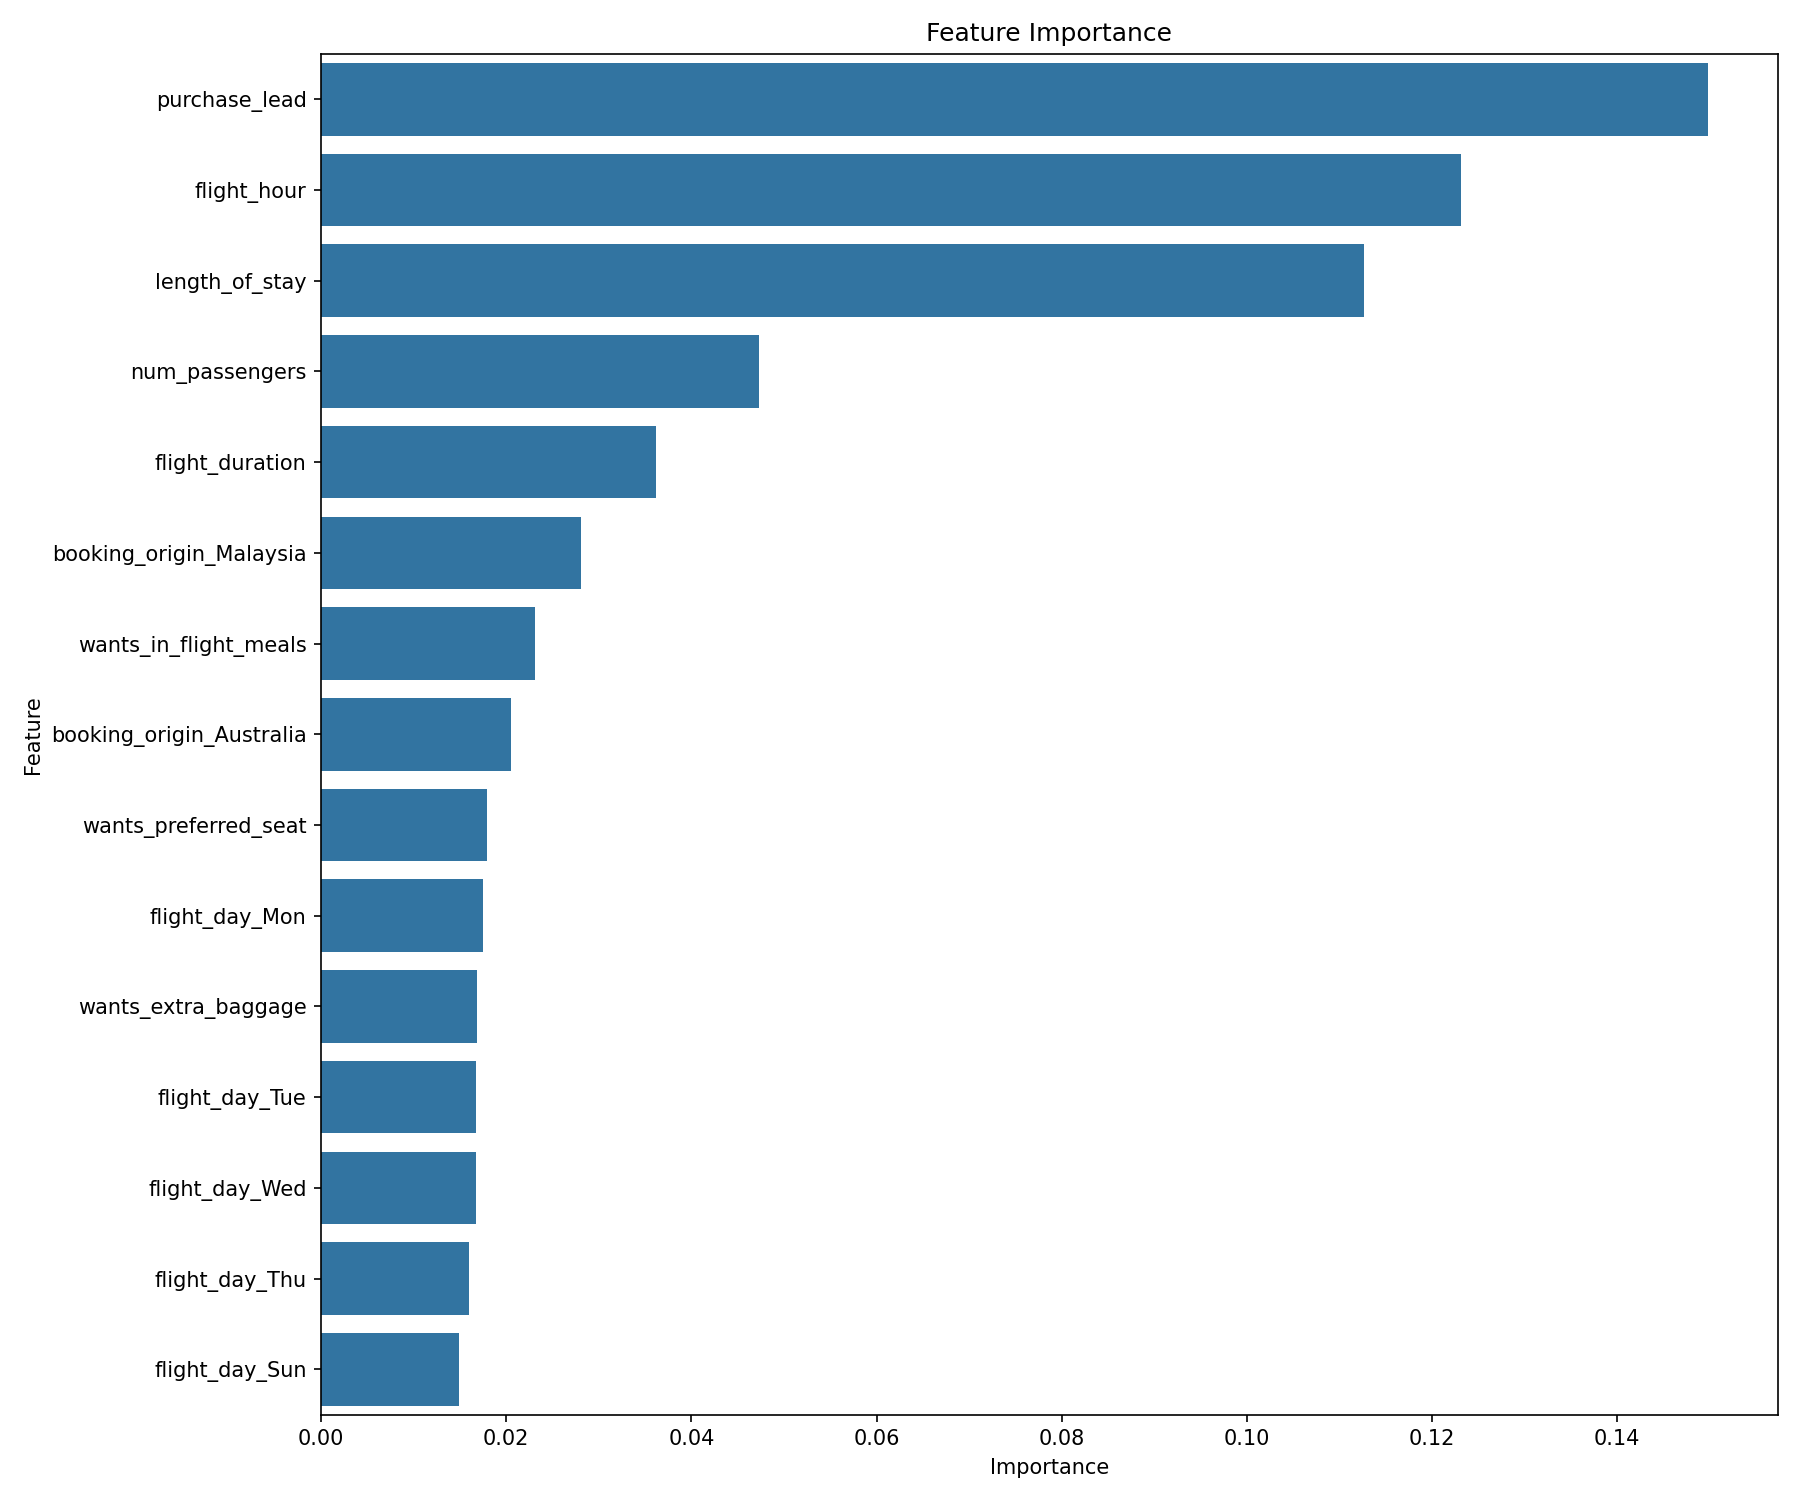 Feature Importance
purchase_lead
flight_hour
length_of_stay
num_passengers
flight_duration
booking_origin_Malaysia
wants_in_flight_meals
booking_origin_Australia
wants_preferred_seat
flight_day_Mon
wants_extra_baggage
flight_day_Tue
flight_day_Wed
flight_day_Thu
flight_day_Sun
Feature
0.00 0.02 0.04 0.06 0.08 0.10 0.12 0.14
Importance